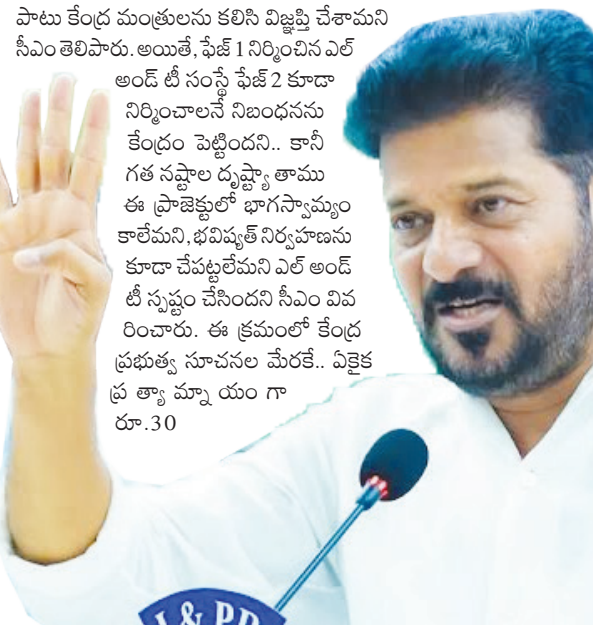 పాటు కేంద్ర మంత్రులను కలిసి విజ్ఞప్తి చేశామని
సీఎం తెలిపారు. అయితే, ఫేజ్ 1 నిర్మించిన ఎల్
అండ్ టీ సంస్థే ఫేజ్ 2 కూడా
నిర్మించాలనే నిబంధనను
కేంద్రం పెట్టిందని.. కానీ
గత నష్టాల దృష్ట్యా తాము
ఈ ప్రాజెక్టులో భాగస్వామ్యం
కాలేమని, భవిష్యత్ నిర్వహణను
కూడా చేపట్టలేమని ఎల్ అండ్
టీ స్పష్టం చేసిందని సీఎం వివ
రించారు. ఈ క్రమంలో కేంద్ర
ప్రభుత్వ సూచనల మేరకే.. ఏకైక
ప్ర త్యా మ్నా యం గా
రూ.30
I & PR